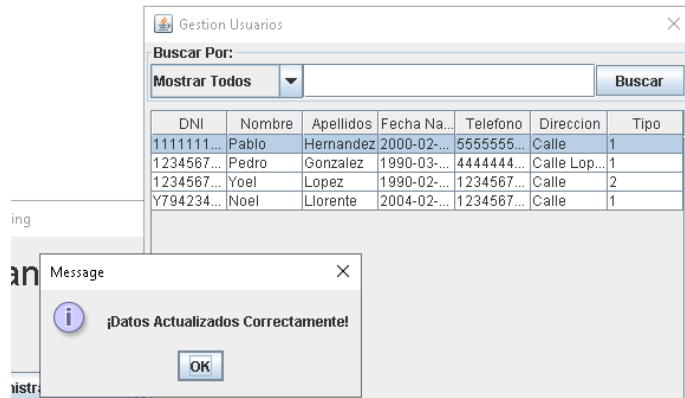 Gestion Usuarios
Buscar Por:
Mostrar Todos Buscar
DNI Nombre Apellidos Fecha Na... Telefono Direccion Tipo
1111111... Pablo Hernandez 2000-02-... 5555555... Calle 1
1234567... Pedro Gonzalez 1990-03-... 4444444... Calle Lop... 1
1234567... Yoel Lopez 1990-02-... 1234567... Calle 2
Y794234... Noel Llorente 2004-02-... 1234567... Calle 1
ing
an
Message
¡Datos Actualizados Correctamente!
OK
nistra